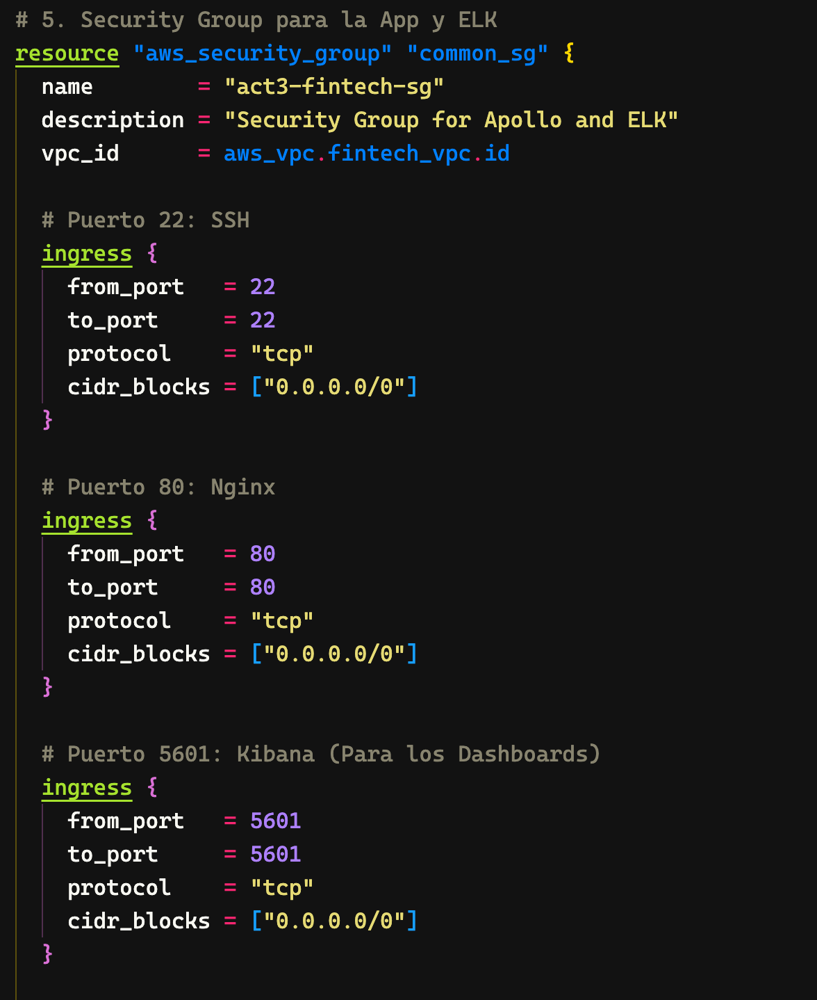 # 5. Security Group para la App y ELK
resource "aws_security_group" "common_sg" {
  name        = "act3-fintech-sg"
  description = "Security Group for Apollo and ELK"
  vpc_id      = aws_vpc.fintech_vpc.id

  # Puerto 22: SSH
  ingress {
    from_port   = 22
    to_port     = 22
    protocol    = "tcp"
    cidr_blocks = ["0.0.0.0/0"]
  }

  # Puerto 80: Nginx
  ingress {
    from_port   = 80
    to_port     = 80
    protocol    = "tcp"
    cidr_blocks = ["0.0.0.0/0"]
  }

  # Puerto 5601: Kibana (Para los Dashboards)
  ingress {
    from_port   = 5601
    to_port     = 5601
    protocol    = "tcp"
    cidr_blocks = ["0.0.0.0/0"]
  }